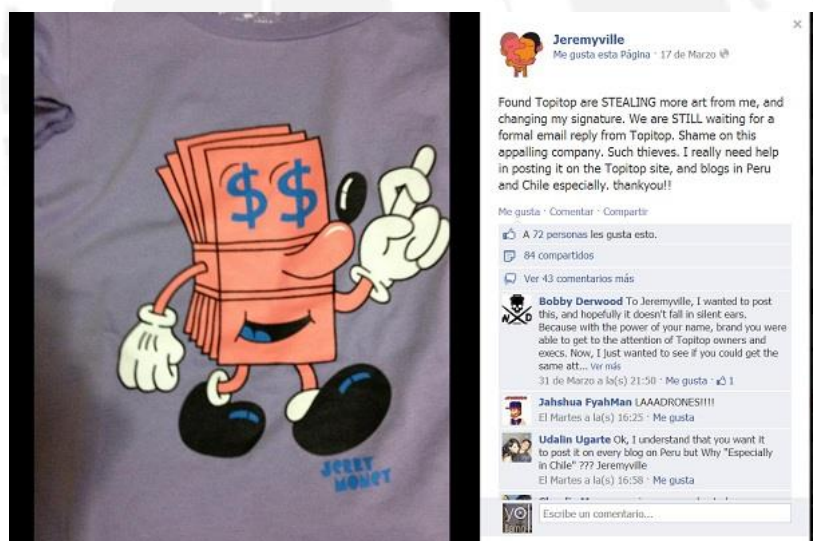 $ $
JERRY
MONEY
×
Jeremyville
Me gusta esta Página · 17 de Marzo
Found Topitop are STEALING more art from me, and
changing my signature. We are STILL waiting for a
formal email reply from Topitop. Shame on this
appalling company. Such thieves. I really need help
in posting it on the Topitop site, and blogs in Peru
and Chile especially. thankyou!!
Me gusta · Comentar · Compartir
A 72 personas les gusta esto.
84 compartidos
Ver 43 comentarios más
Bobby Derwood To Jeremyville, I wanted to post
this, and hopefully it doesn't fall in silent ears.
Because with the power of your name, brand you were
able to get to the attention of Topitop owners and
execs. Now, I just wanted to see if you could get the
same att... Ver más
31 de Marzo a la(s) 21:50 · Me gusta · 1
Jahshua FyahMan LAAADRONES!!!!
El Martes a la(s) 16:25 · Me gusta
Udalin Ugarte Ok, I understand that you want it
to post it on every blog on Peru but Why "Especially
in Chile" ??? Jeremyville
El Martes a la(s) 16:58 · Me gusta
yo
Escribe un comentario...